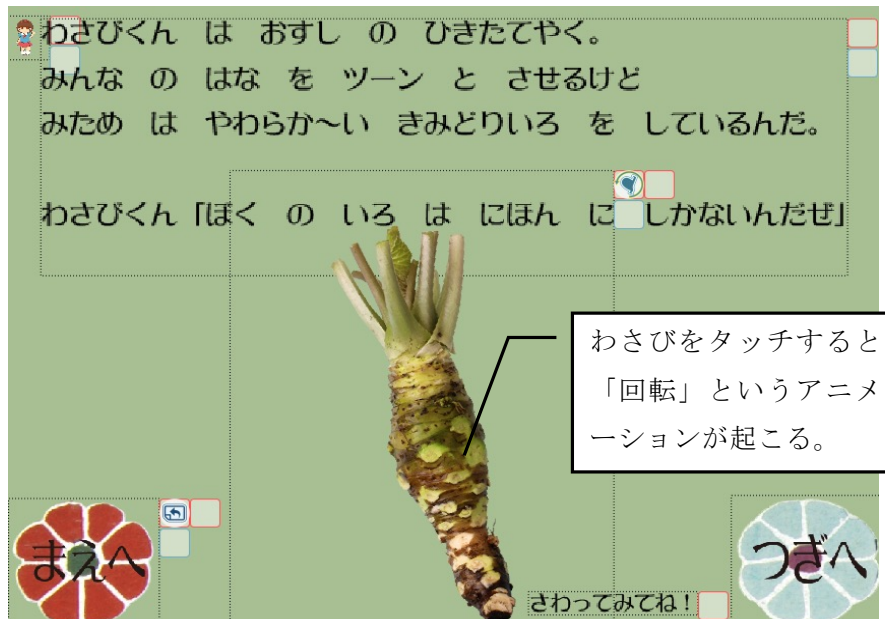 わさびくん は おすし の ひきたてやく。
みんな の はな を ツーン と させるけど
みため は やわらか～い きみどりいろ を しているんだ。
わさびくん「ぼく の いろ は にほん に しかないんだぜ」
わさびをタッチすると
「回転」というアニメ
ーションが起こる。
まえへ
つぎへ
さわってみてね！